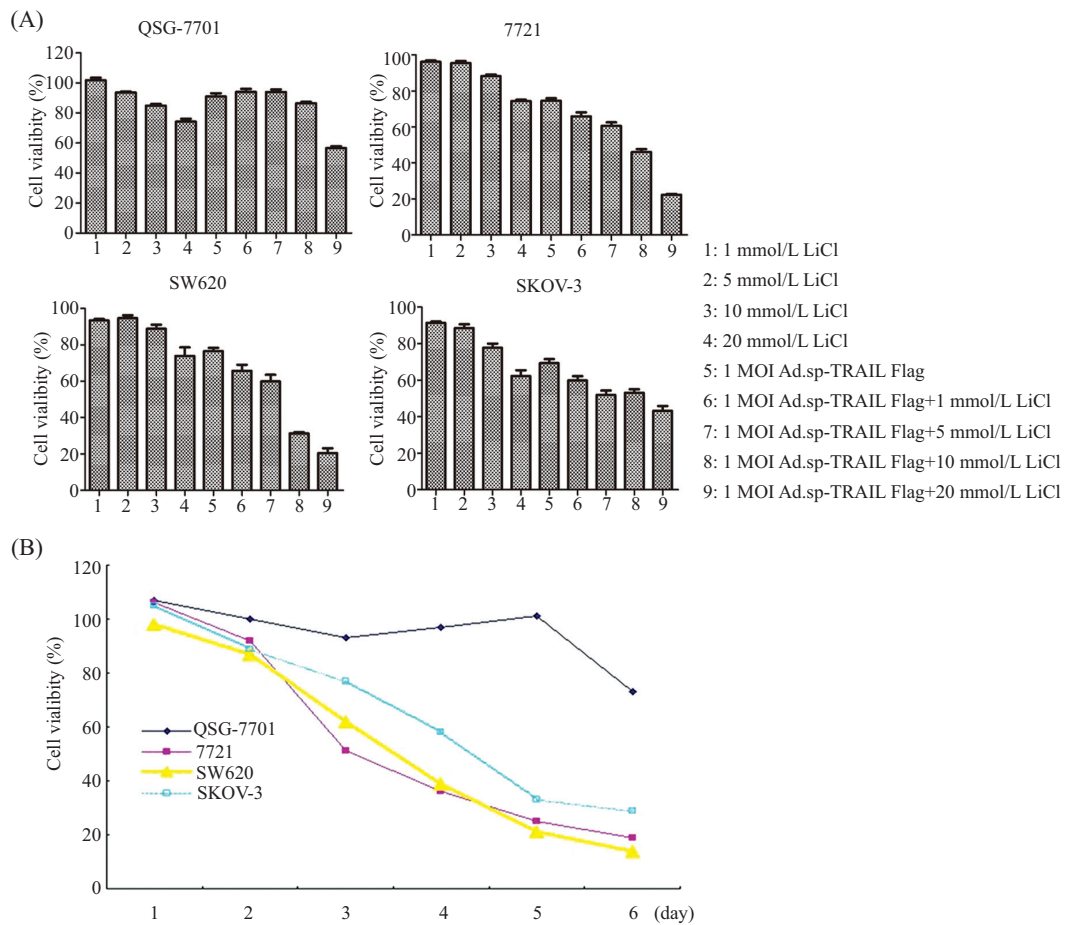 (A)
QSG-7701
Cell vialibity (%)
120
100
80
60
40
20
0
1 2 3 4 5 6 7 8 9
7721
Cell vialibity (%)
100
80
60
40
20
0
1 2 3 4 5 6 7 8 9
SW620
Cell vialibity (%)
100
80
60
40
20
0
1 2 3 4 5 6 7 8 9
SKOV-3
Cell vialibity (%)
100
80
60
40
20
0
1 2 3 4 5 6 7 8 9
1: 1 mmol/L LiCl
2: 5 mmol/L LiCl
3: 10 mmol/L LiCl
4: 20 mmol/L LiCl
5: 1 MOI Ad.sp-TRAIL Flag
6: 1 MOI Ad.sp-TRAIL Flag+1 mmol/L LiCl
7: 1 MOI Ad.sp-TRAIL Flag+5 mmol/L LiCl
8: 1 MOI Ad.sp-TRAIL Flag+10 mmol/L LiCl
9: 1 MOI Ad.sp-TRAIL Flag+20 mmol/L LiCl
(B)
Cell vialibity (%)
120
100
80
60
40
20
0
QSG-7701
7721
SW620
SKOV-3
1 2 3 4 5 6 (day)